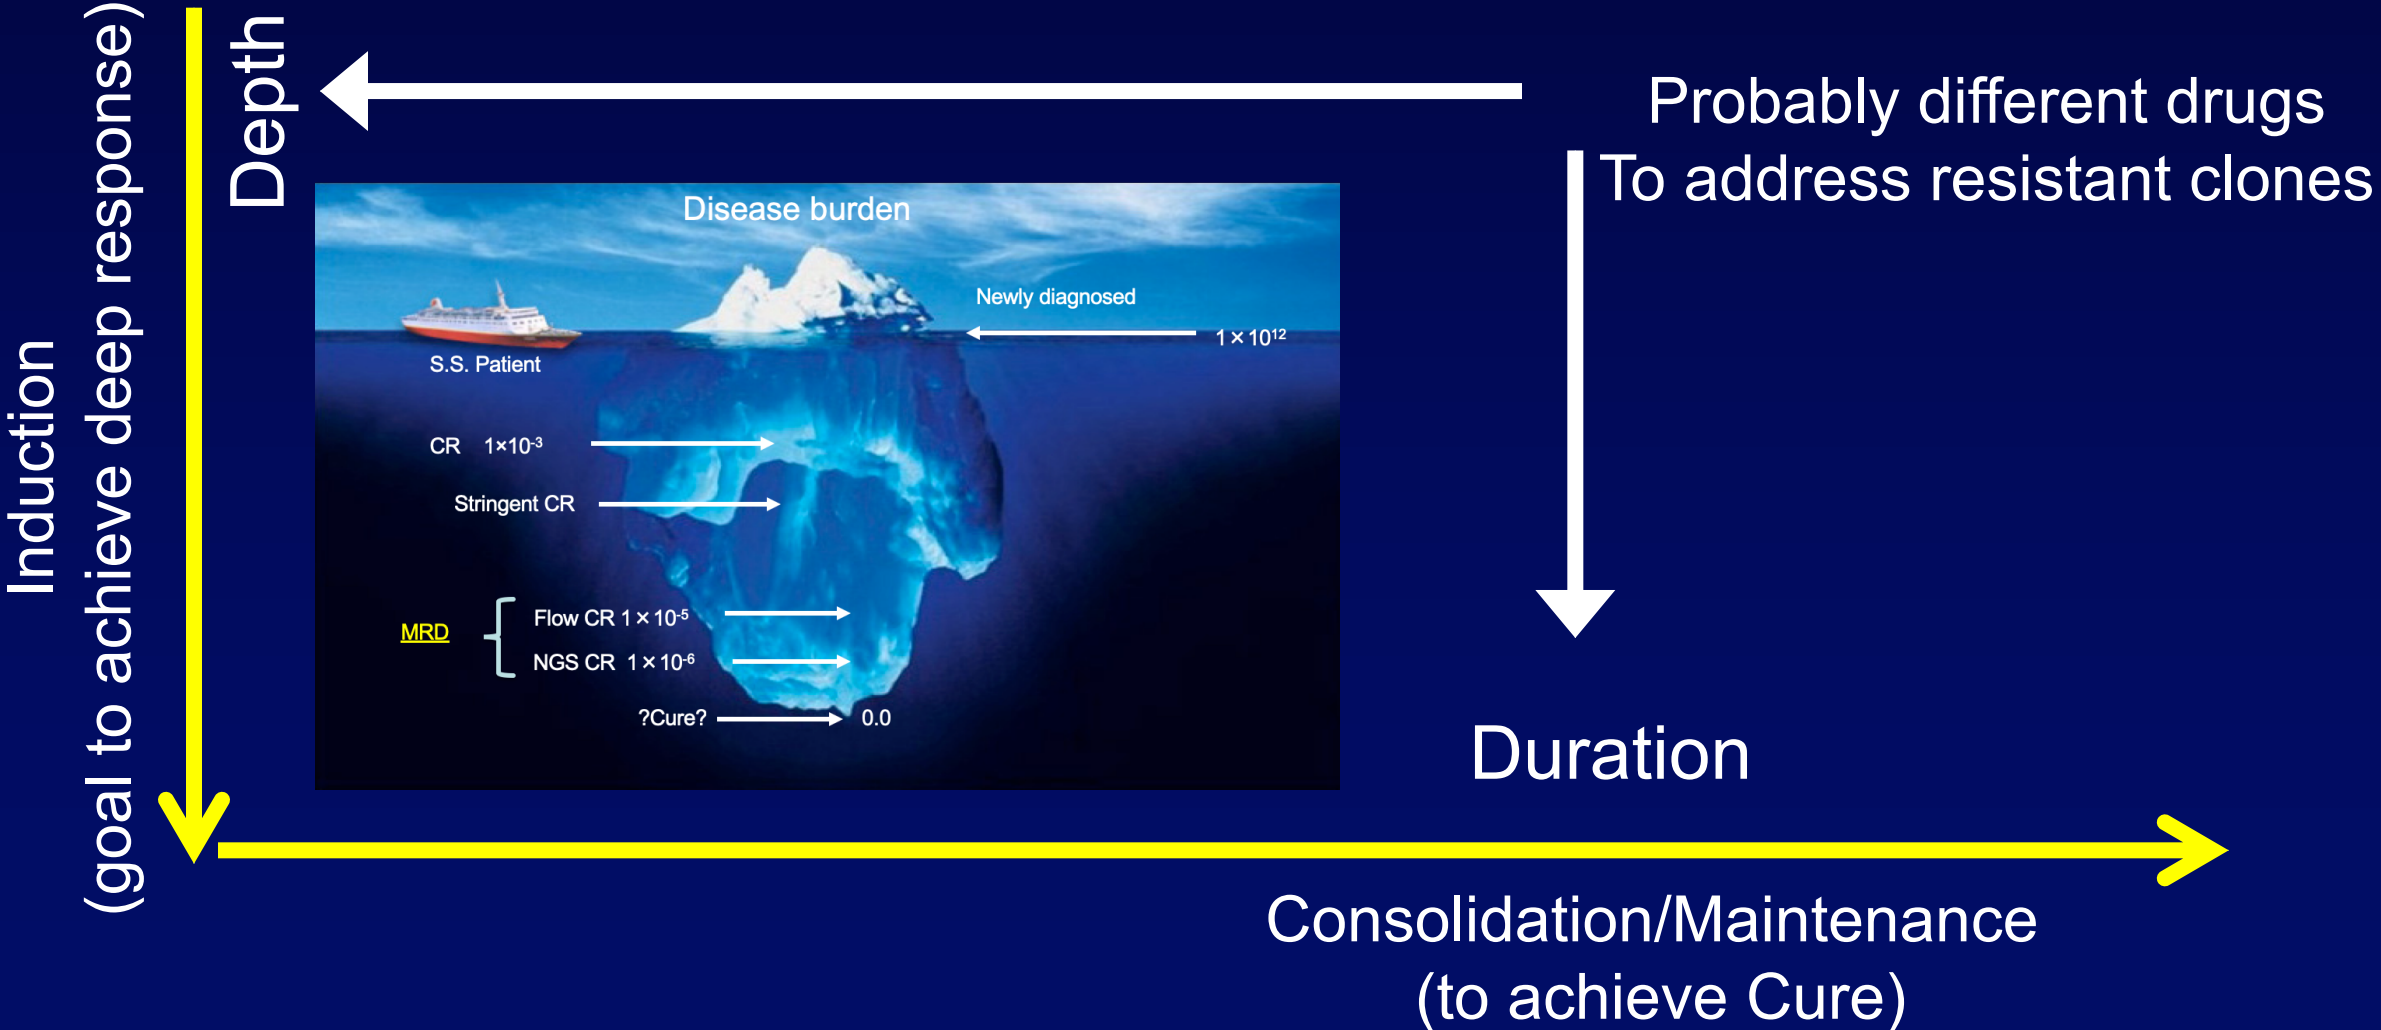 Induction
(goal to achieve deep response)
Depth
Probably different drugs
To address resistant clones
Disease burden
Newly diagnosed
1×10¹²
S.S. Patient
CR 1×10⁻³
Stringent CR
MRD
Flow CR 1×10⁻⁵
NGS CR 1×10⁻⁶
?Cure?
0.0
Duration
Consolidation/Maintenance
(to achieve Cure)